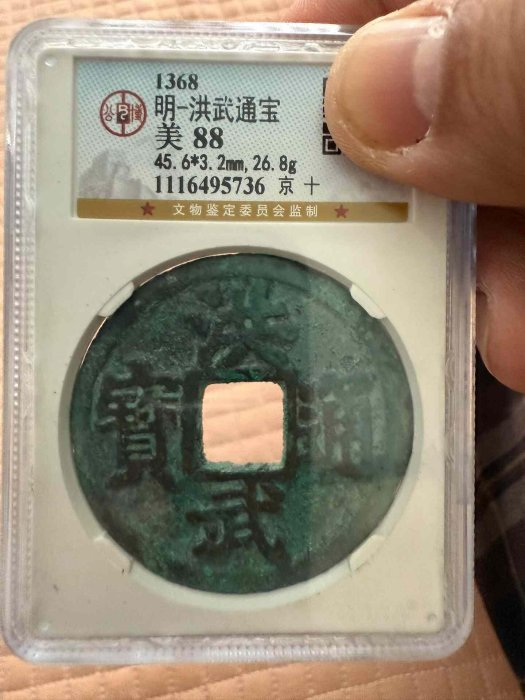 1368
明-洪武通宝
美 88
45.6*3.2mm, 26.8g
1116495736 京 十
★ 文物鉴定委员会监制 ★
洪
寶 通
武